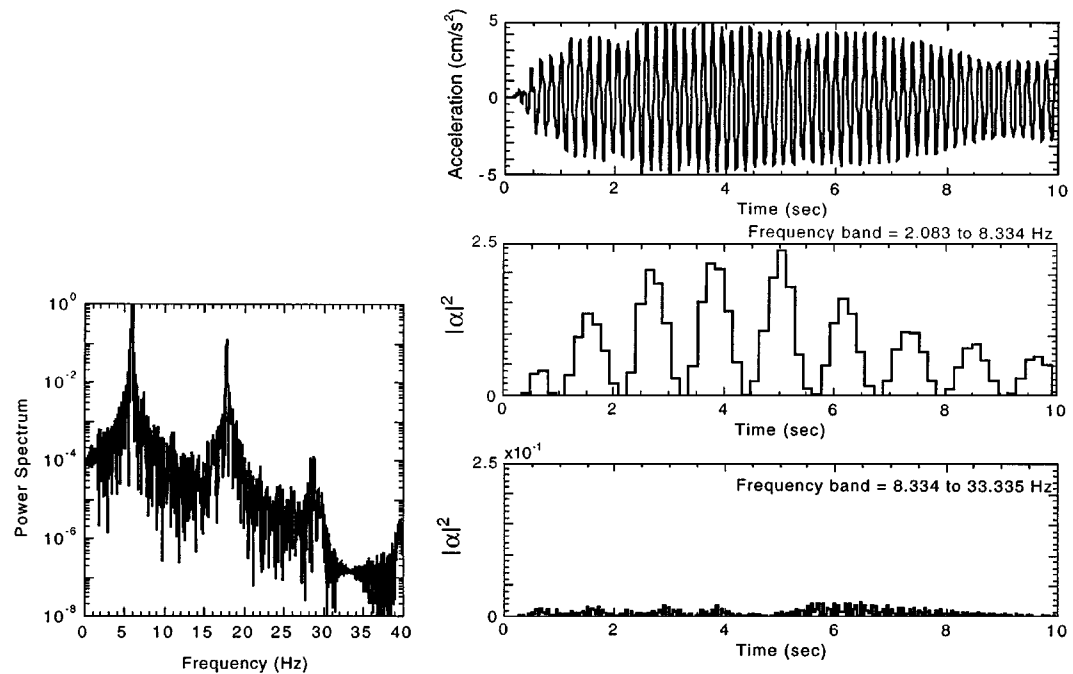 5
0
-5
Acceleration (cm/s²)
0 2 4 6 8 10
Time (sec)
Frequency band = 2.083 to 8.334 Hz
2.5
0
|α|²
0 2 4 6 8 10
Time (sec)
x10⁻¹
2.5
0
Frequency band = 8.334 to 33.335 Hz
|α|²
0 2 4 6 8 10
Time (sec)
10⁰
10⁻²
10⁻⁴
10⁻⁶
10⁻⁸
Power Spectrum
0 5 10 15 20 25 30 35 40
Frequency (Hz)